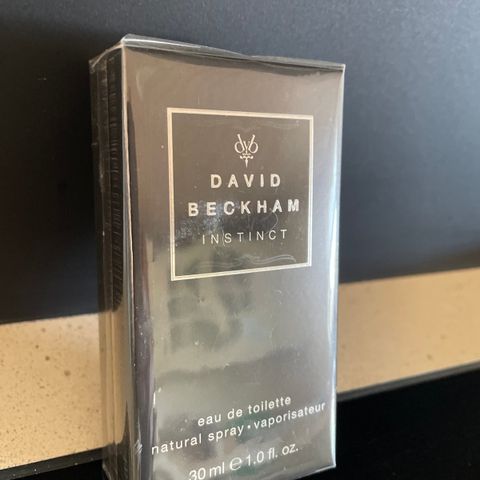 DAVID
BECKHAM
INSTINCT
eau de toilette
natural spray • vaporisateur
30 ml ℮ 1.0 fl. oz.